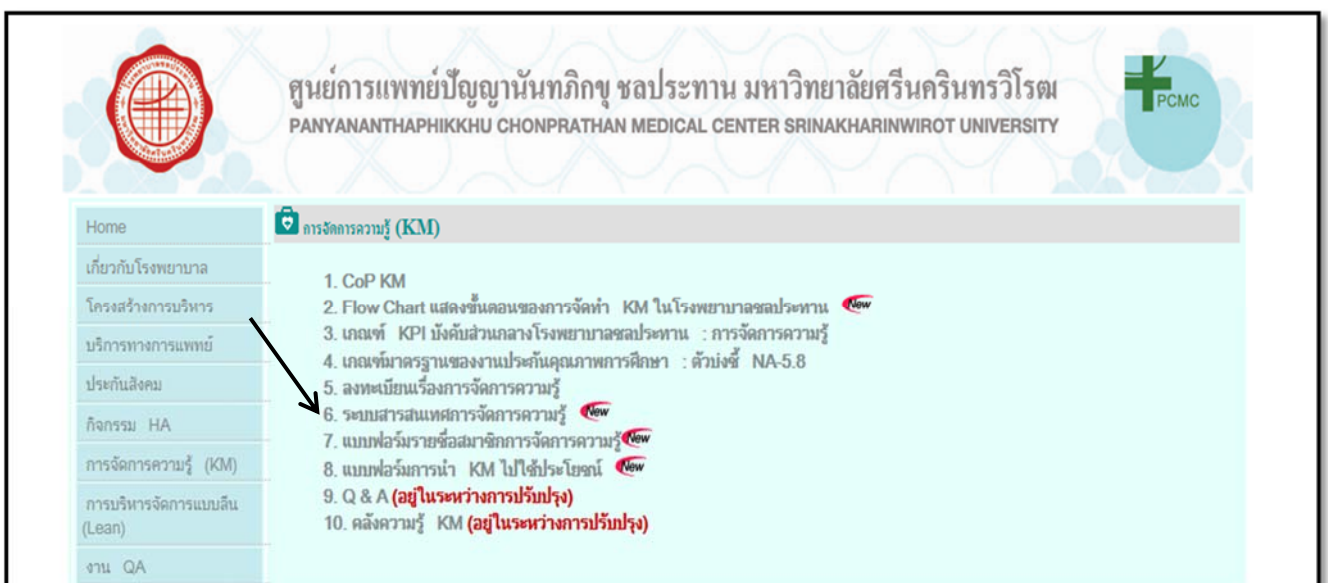 ศูนย์การแพทย์ปัญญานันทภิกขุ ชลประทาน มหาวิทยาลัยศรีนครินทรวิโรฒ
PANYANANTHAPHIKKHU CHONPRATHAN MEDICAL CENTER SRINAKHARINWIROT UNIVERSITY
PCMC
Home
เกี่ยวกับโรงพยาบาล
โครงสร้างการบริหาร
บริการทางการแพทย์
ประกันสังคม
กิจกรรม HA
การจัดการความรู้ (KM)
การบริหารจัดการแบบลีน
(Lean)
งาน QA
การจัดการความรู้ (KM)
1. CoP KM
2. Flow Chart แสดงขั้นตอนของการจัดทำ KM ในโรงพยาบาลชลประทาน New
3. เกณฑ์ KPI บังคับส่วนกลางโรงพยาบาลชลประทาน : การจัดการความรู้
4. เกณฑ์มาตรฐานของงานประกันคุณภาพการศึกษา : ตัวบ่งชี้ NA-5.8
5. ลงทะเบียนเรื่องการจัดการความรู้
6. ระบบสารสนเทศการจัดการความรู้ New
7. แบบฟอร์มรายชื่อสมาชิกการจัดการความรู้ New
8. แบบฟอร์มการนำ KM ไปใช้ประโยชน์ New
9. Q & A (อยู่ในระหว่างการปรับปรุง)
10. คลังความรู้ KM (อยู่ในระหว่างการปรับปรุง)